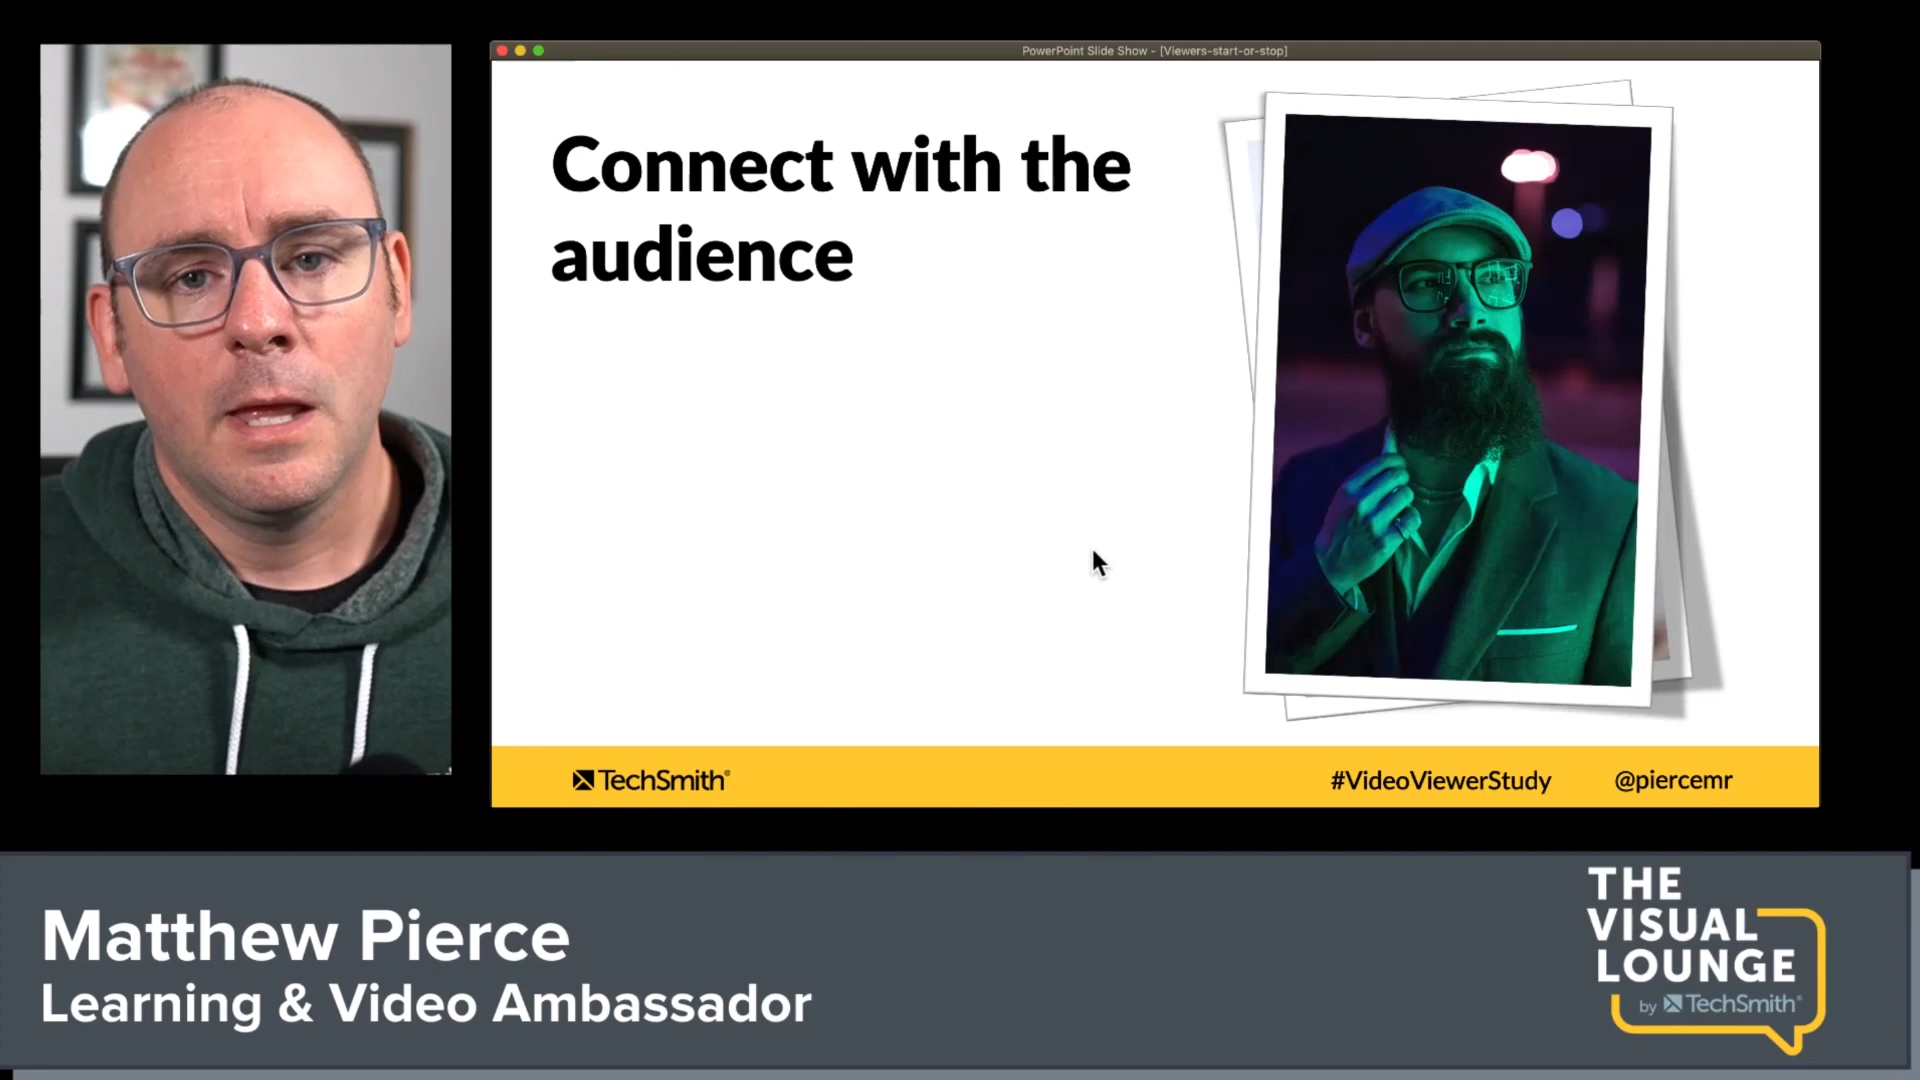 PowerPoint Slide Show - [Viewers-start-or-stop]
Connect with the
audience
TechSmith®
#VideoViewerStudy
@piercemr
Matthew Pierce
Learning & Video Ambassador
THE
VISUAL
LOUNGE
by TechSmith®